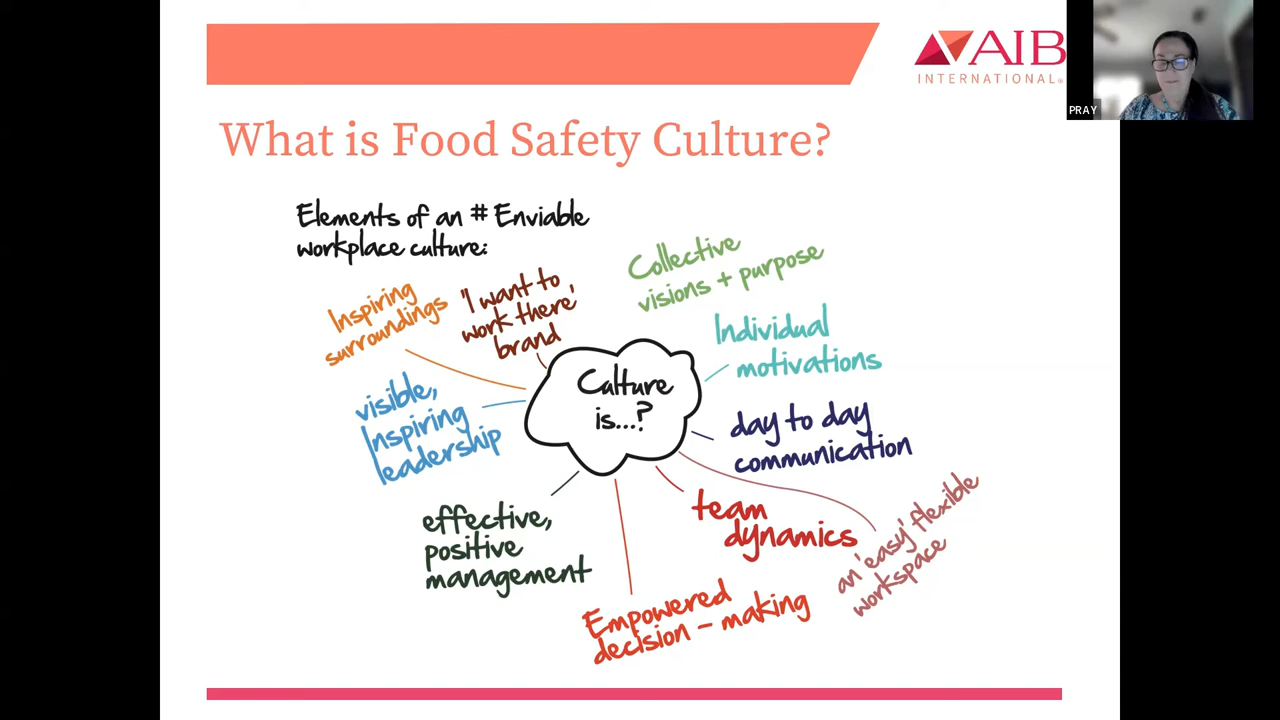 AIB
INTERNATIONAL®
PRAY
What is Food Safety Culture?
Elements of an # Enviable
workplace culture:
Inspiring
surroundings
'I want to
work there'
brand
Collective
visions + purpose
Individual
motivations
visible,
Inspiring
leadership
Culture
is...?
day to day
communication
effective,
positive
management
team
dynamics
an 'easy' flexible
workspace
Empowered
decision - making